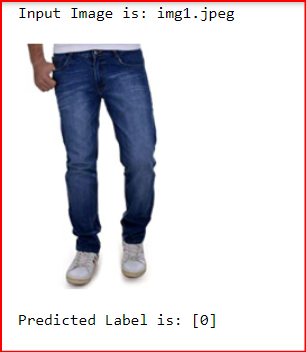 Input Image is: img1.jpeg
Predicted Label is: [0]